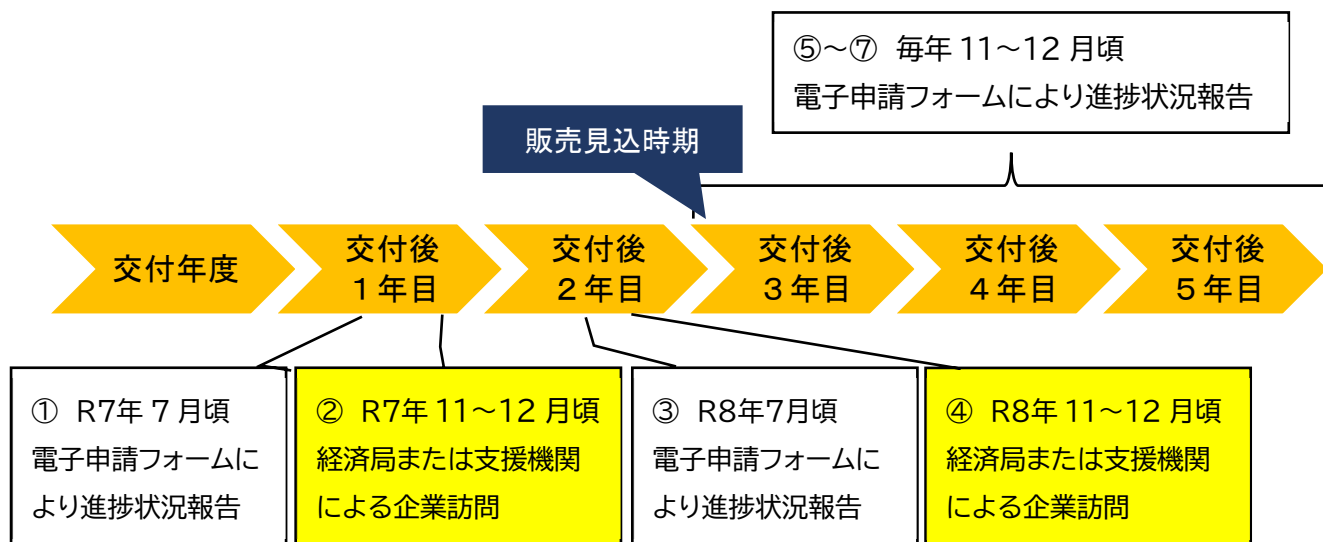 ⑤～⑦ 毎年 11～12 月頃
電子申請フォームにより進捗状況報告
販売見込時期
交付年度
交付後
１年目
交付後
２年目
交付後
３年目
交付後
４年目
交付後
５年目
① R7年 7 月頃
電子申請フォームに
より進捗状況報告
② R7年 11～12 月頃
経済局または支援機関
による企業訪問
③ R8年7月頃
電子申請フォームに
より進捗状況報告
④ R8年 11～12 月頃
経済局または支援機関
による企業訪問